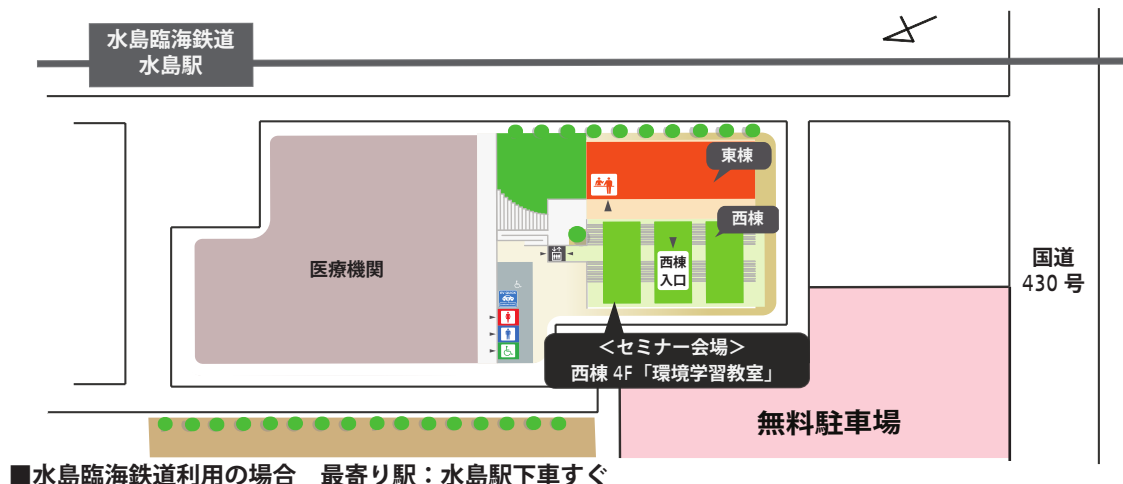 水島臨海鉄道
水島駅
東棟
西棟
西棟
入口
医療機関
国道
430 号
＜セミナー会場＞
西棟 4F「環境学習教室」
無料駐車場
■水島臨海鉄道利用の場合　最寄り駅：水島駅下車すぐ